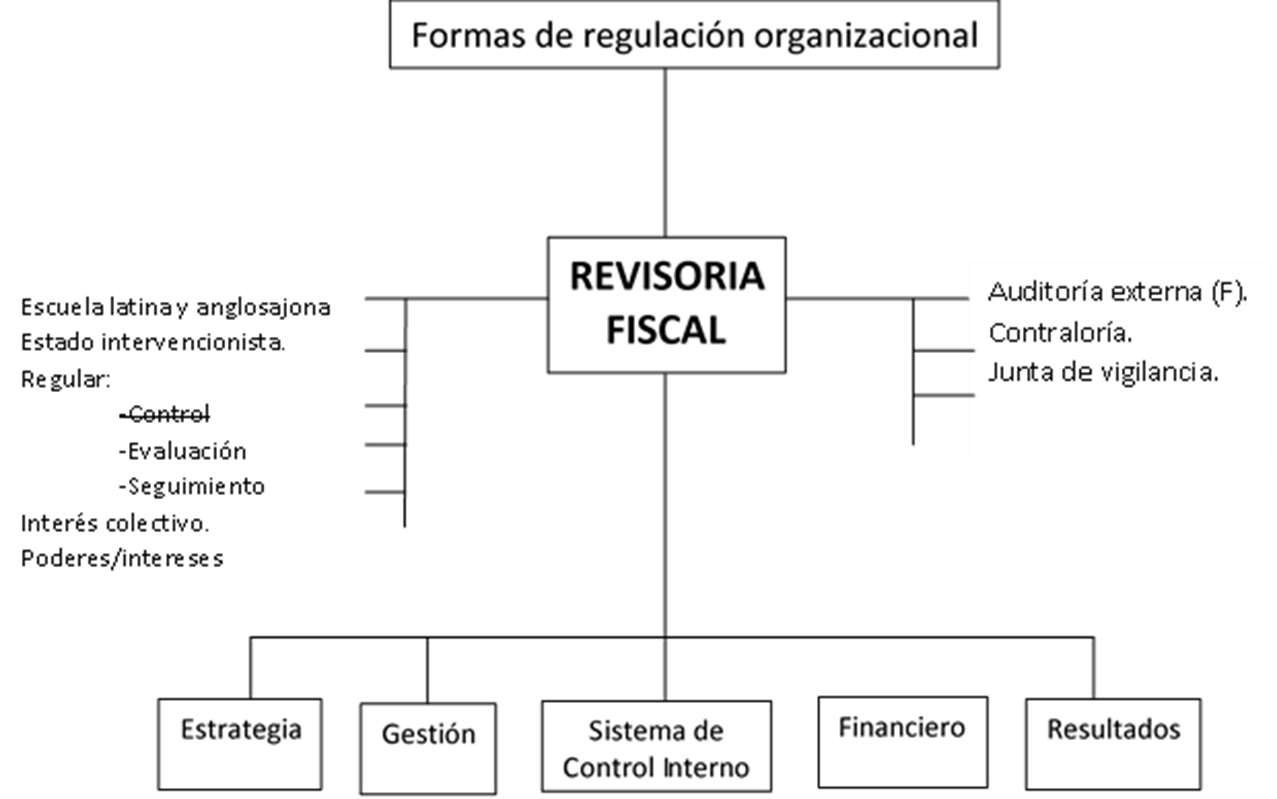 Formas de regulación organizacional
REVISORIA
FISCAL
Escuela latina y anglosajona
Estado intervencionista.
Regular:
-Control
-Evaluación
-Seguimiento
Interés colectivo.
Poderes/intereses
Auditoría externa (F).
Contraloría.
Junta de vigilancia.
Estrategia
Gestión
Sistema de
Control Interno
Financiero
Resultados